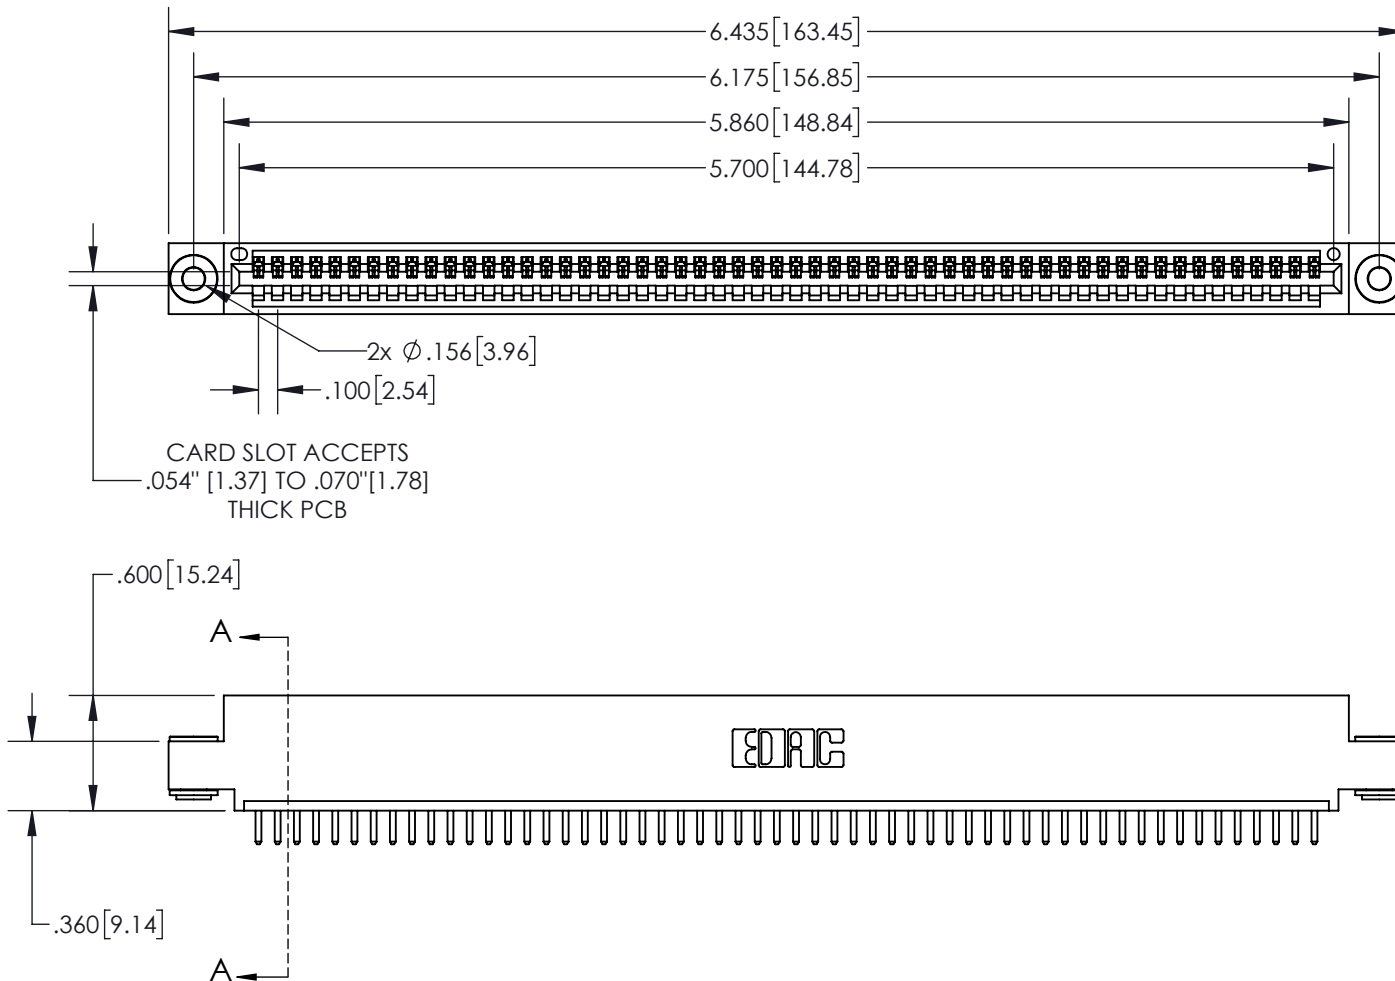 6.435[163.45]
6.175[156.85]
5.860[148.84]
5.700[144.78]
2x Ø.156[3.96]
.100[2.54]
CARD SLOT ACCEPTS
.054" [1.37] TO .070"[1.78]
THICK PCB
.600[15.24]
A
EDAC
.360[9.14]
A